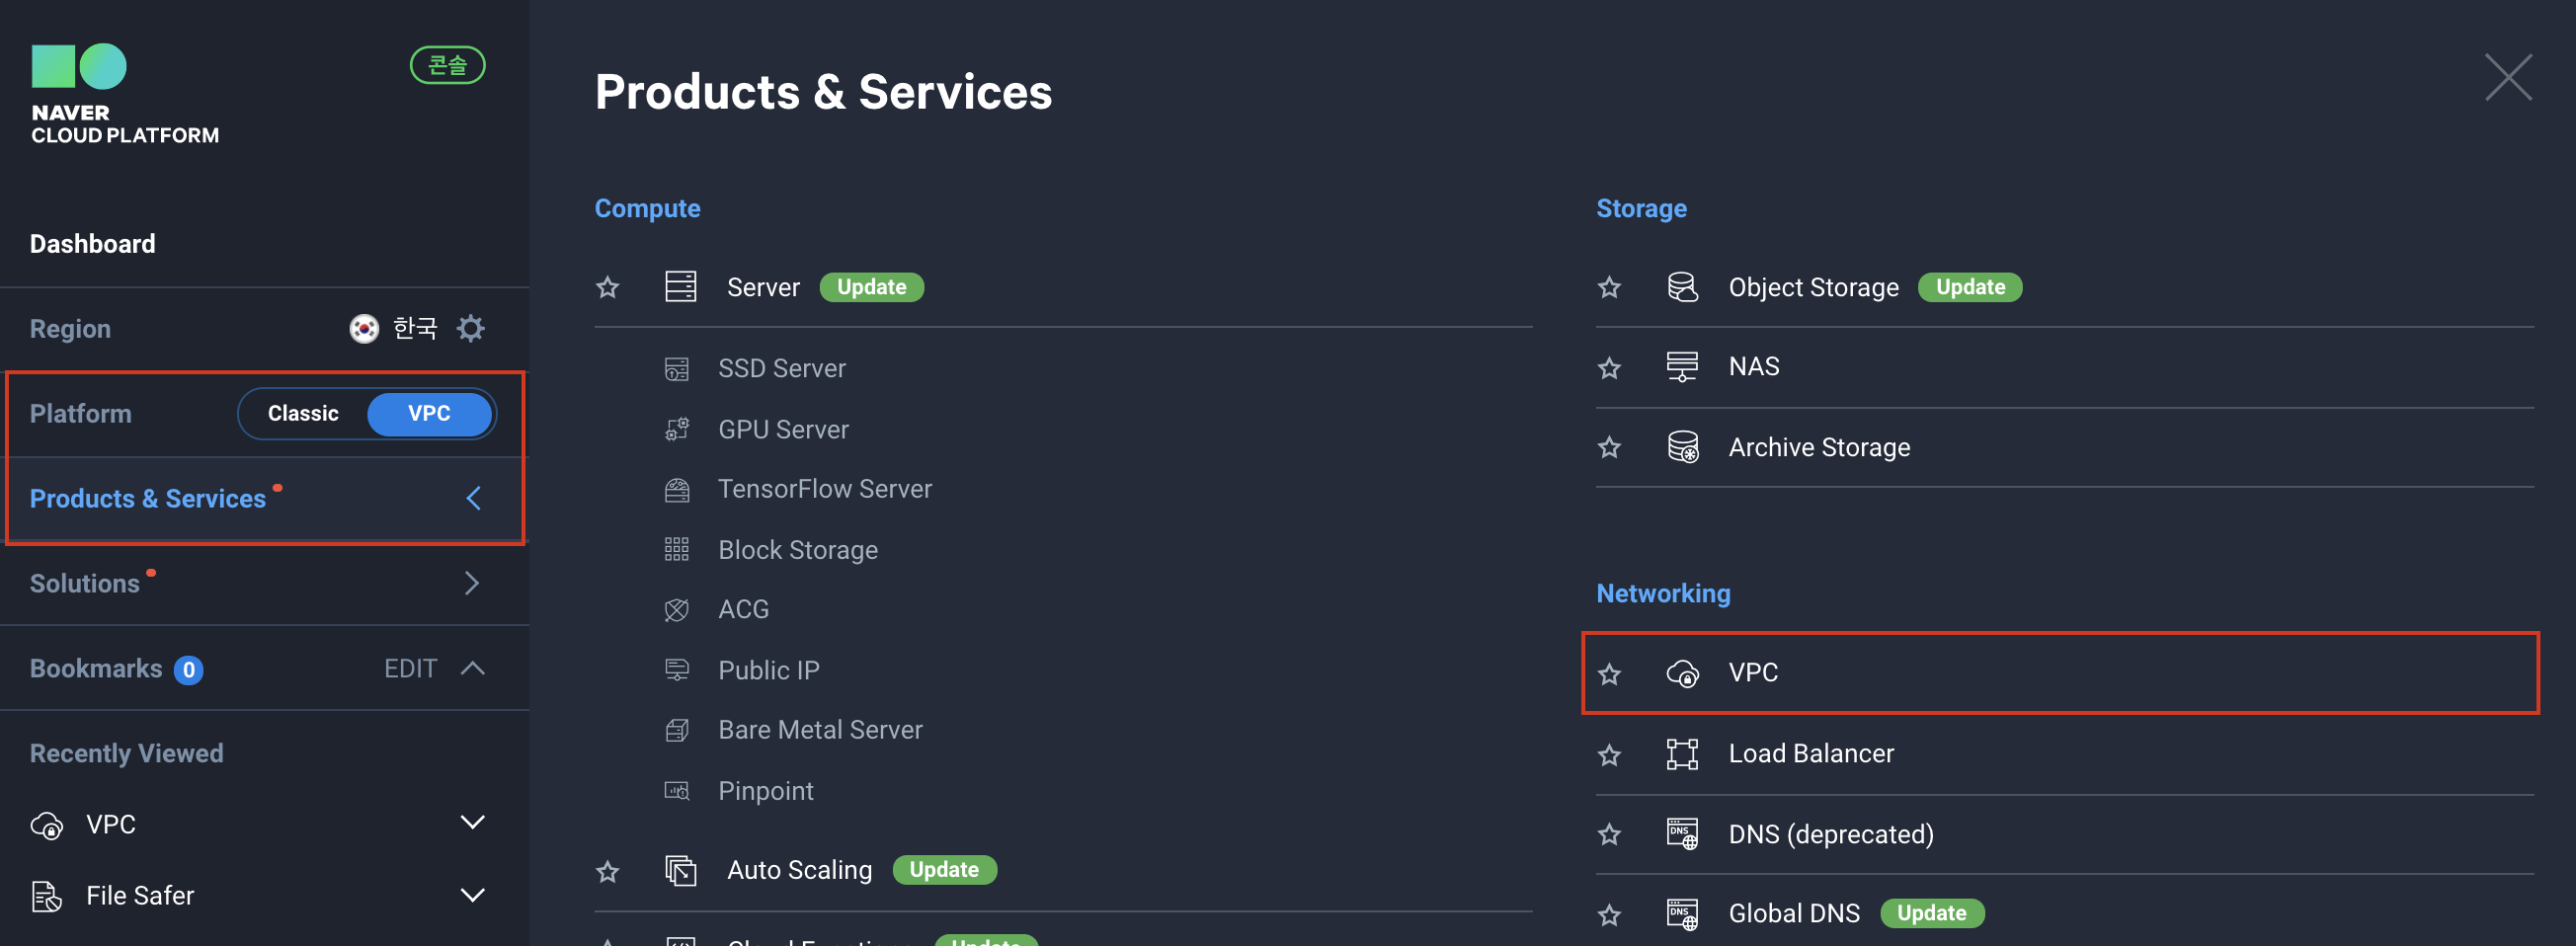 콘솔
NAVER
CLOUD PLATFORM
Dashboard
Region 한국
Platform Classic VPC
Products & Services
Solutions
Bookmarks 0 EDIT
Recently Viewed
VPC
File Safer
Products & Services
Compute
Server Update
SSD Server
GPU Server
TensorFlow Server
Block Storage
ACG
Public IP
Bare Metal Server
Pinpoint
Auto Scaling Update
Storage
Object Storage Update
NAS
Archive Storage
Networking
VPC
Load Balancer
DNS
DNS (deprecated)
DNS
Global DNS Update